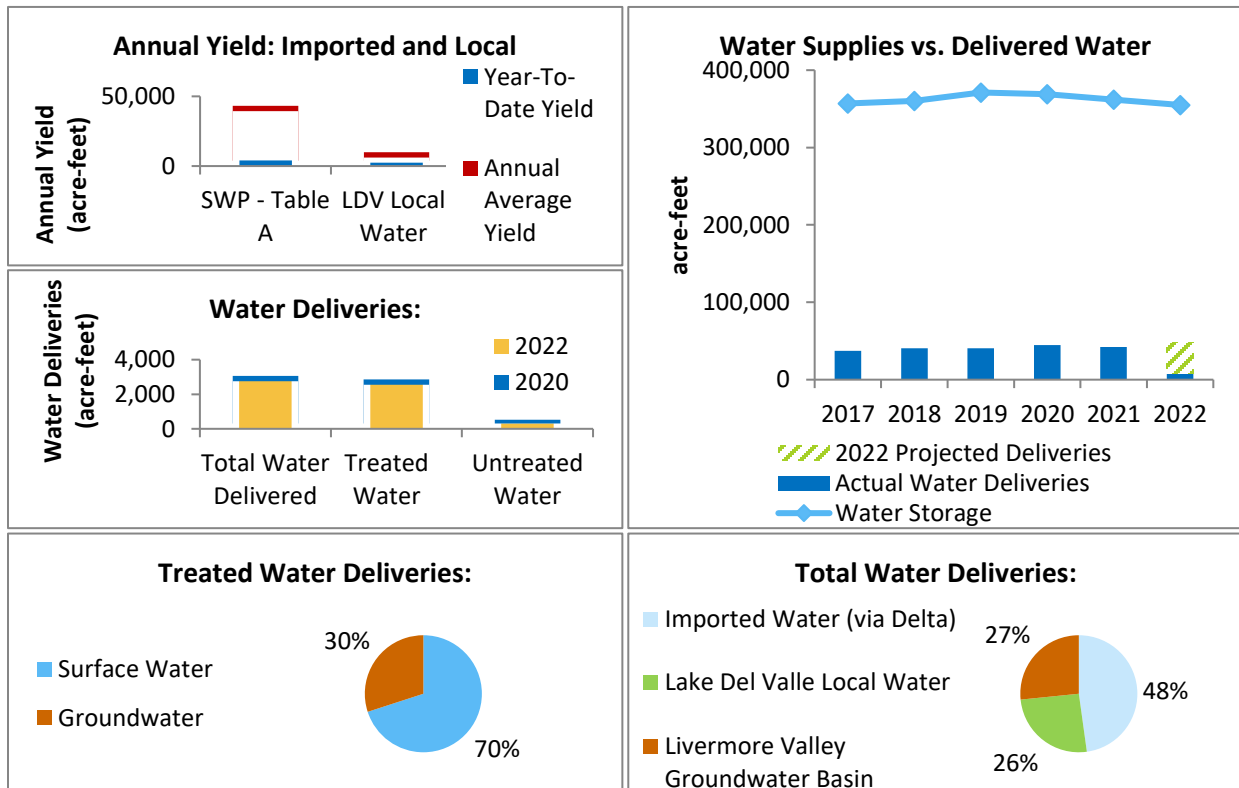 Annual Yield: Imported and Local
Annual Yield
(acre-feet)
50,000
0
SWP - Table
A
LDV Local
Water
Year-To-
Date Yield
Annual
Average
Yield
Water Deliveries:
Water Deliveries
(acre-feet)
4,000
2,000
0
2022
2020
Total Water
Delivered
Treated
Water
Untreated
Water
Water Supplies vs. Delivered Water
acre-feet
400,000
300,000
200,000
100,000
0
2017 2018 2019 2020 2021 2022
2022 Projected Deliveries
Actual Water Deliveries
Water Storage
Treated Water Deliveries:
Surface Water
Groundwater
30%
70%
Total Water Deliveries:
Imported Water (via Delta)
Lake Del Valle Local Water
Livermore Valley
Groundwater Basin
27%
48%
26%